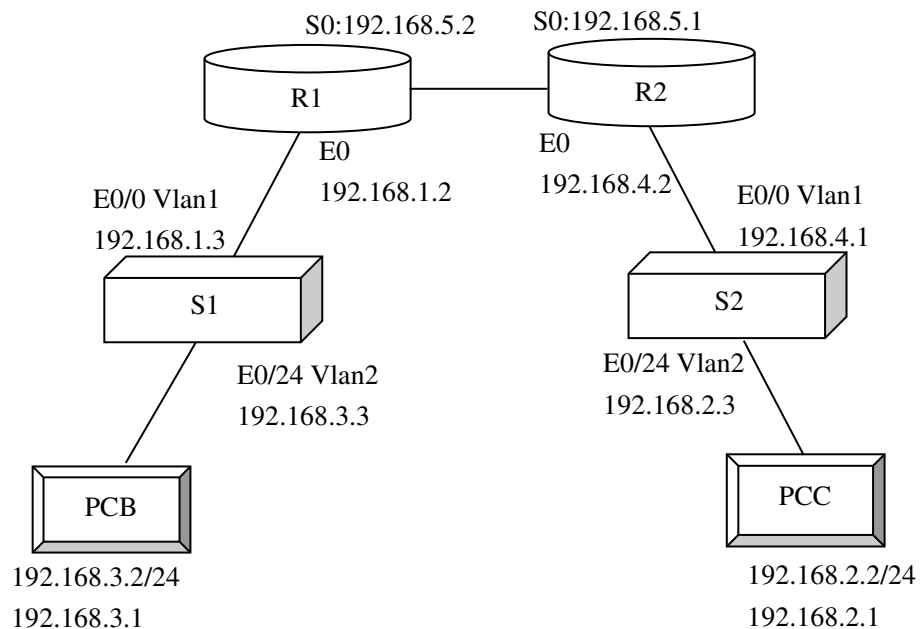 S0:192.168.5.2
S0:192.168.5.1
R1
R2
E0
192.168.1.2
E0
192.168.4.2
E0/0 Vlan1
192.168.1.3
E0/0 Vlan1
192.168.4.1
S1
S2
E0/24 Vlan2
192.168.3.3
E0/24 Vlan2
192.168.2.3
PCB
PCC
192.168.3.2/24
192.168.3.1
192.168.2.2/24
192.168.2.1